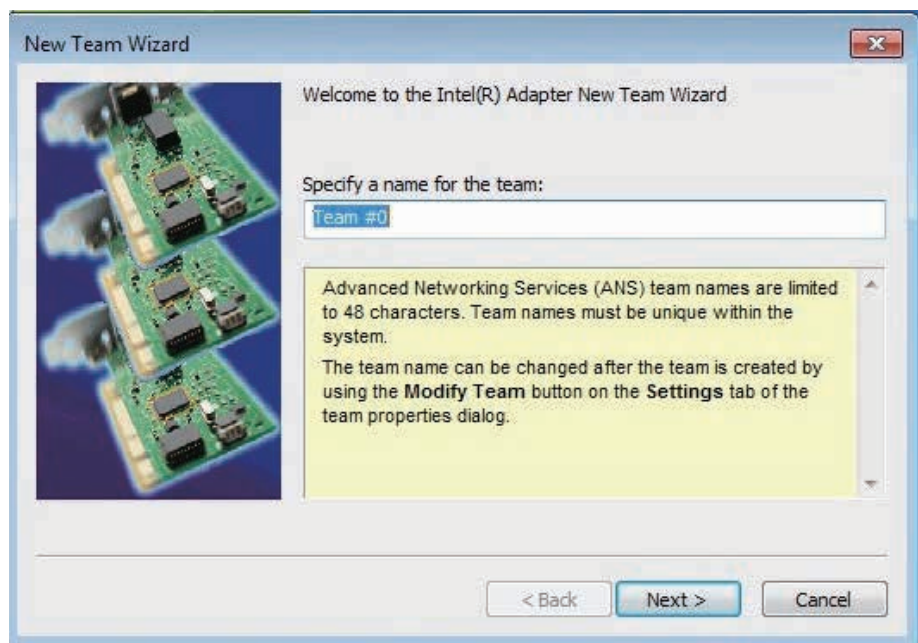 New Team Wizard
Welcome to the Intel(R) Adapter New Team Wizard
Specify a name for the team:
Team #0
Advanced Networking Services (ANS) team names are limited
to 48 characters. Team names must be unique within the
system.
The team name can be changed after the team is created by
using the Modify Team button on the Settings tab of the
team properties dialog.
< Back
Next >
Cancel